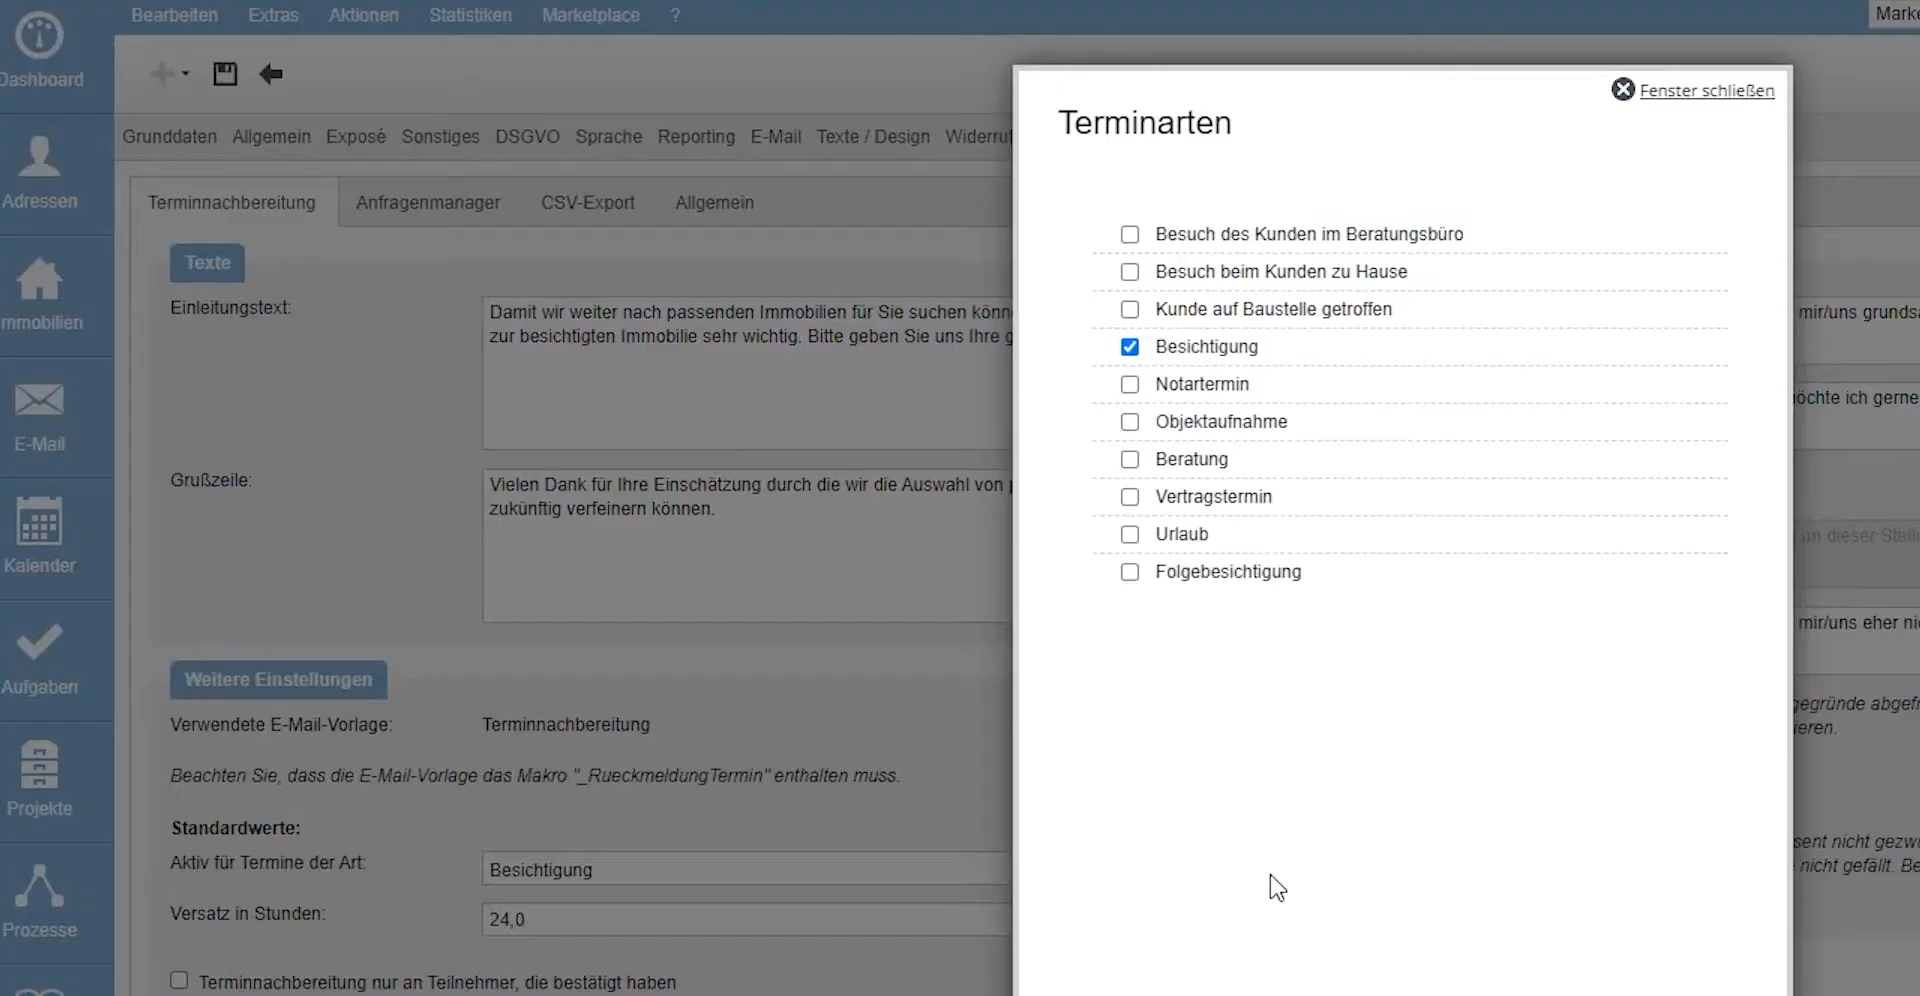 Bearbeiten Extras Aktionen Statistiken Marketplace ?
Dashboard
Adressen
Immobilien
E-Mail
Kalender
Aufgaben
Projekte
Prozesse
Grunddaten Allgemein Exposé Sonstiges DSGVO Sprache Reporting E-Mail Texte / Design
Terminnachbereitung Anfragenmanager CSV-Export Allgemein
Texte
Einleitungstext:
Damit wir weiter nach passenden Immobilien für Sie suchen
zur besichtigten Immobilie sehr wichtig. Bitte geben Sie uns Ihre
Grußzeile:
Vielen Dank für Ihre Einschätzung durch die wir die Auswahl von
zukünftig verfeinern können.
Weitere Einstellungen
Verwendete E-Mail-Vorlage: Terminnachbereitung
Beachten Sie, dass die E-Mail-Vorlage das Makro "_RueckmeldungTermin" enthalten muss.
Standardwerte:
Aktiv für Termine der Art: Besichtigung
Versatz in Stunden: 24,0
Terminnachbereitung nur an Teilnehmer, die bestätigt haben
Fenster schließen
Terminarten
Besuch des Kunden im Beratungsbüro
Besuch beim Kunden zu Hause
Kunde auf Baustelle getroffen
Besichtigung
Notartermin
Objektaufnahme
Beratung
Vertragstermin
Urlaub
Folgebesichtigung
mir/uns
ich gerne
an dieser
mir/uns eher
nicht
nicht gefällt.